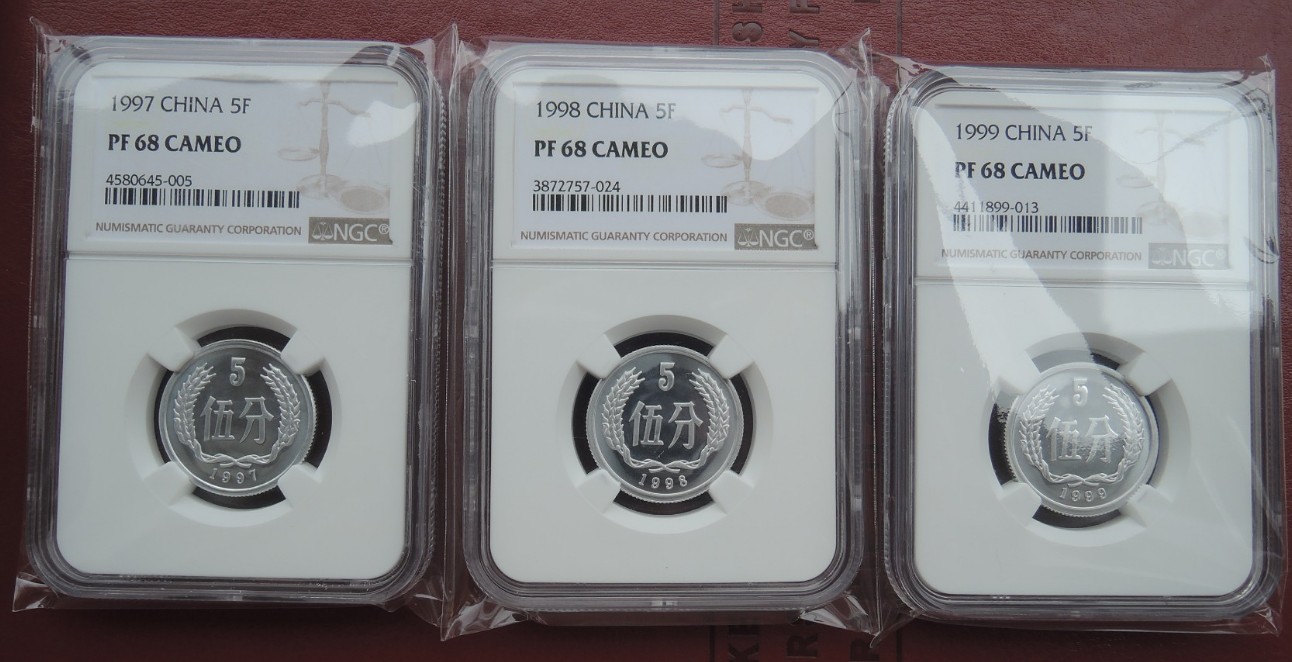 1997 CHINA 5F
PF 68 CAMEO
4580645-005
NUMISMATIC GUARANTY CORPORATION NGC®
5
伍分
1997
1998 CHINA 5F
PF 68 CAMEO
3872757-024
NUMISMATIC GUARANTY CORPORATION NGC®
5
伍分
1998
1999 CHINA 5F
PF 68 CAMEO
4411899-013
NUMISMATIC GUARANTY CORPORATION NGC®
5
伍分
1999